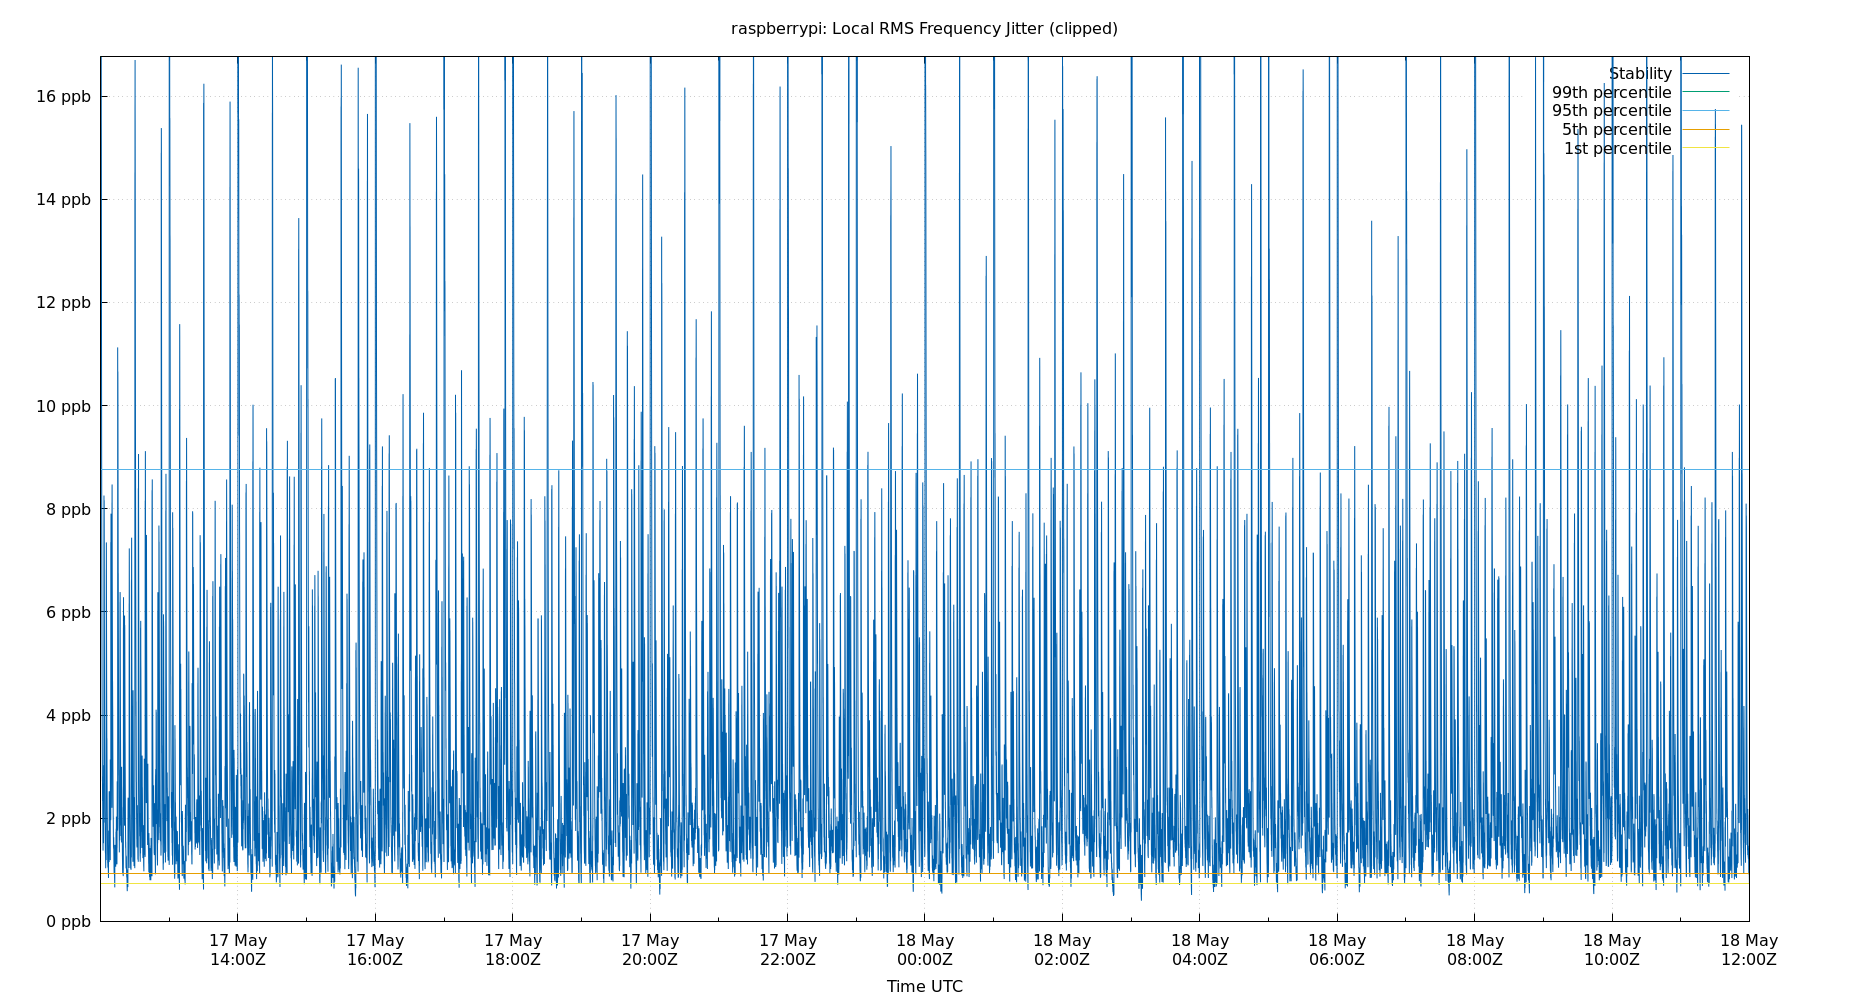 raspberrypi: Local RMS Frequency Jitter (clipped)
Stability
99th percentile
95th percentile
5th percentile
1st percentile
16 ppb
14 ppb
12 ppb
10 ppb
8 ppb
6 ppb
4 ppb
2 ppb
0 ppb
17 May 17 May 17 May 17 May 17 May 18 May 18 May 18 May 18 May 18 May 18 May 18 May
14:00Z 16:00Z 18:00Z 20:00Z 22:00Z 00:00Z 02:00Z 04:00Z 06:00Z 08:00Z 10:00Z 12:00Z
Time UTC